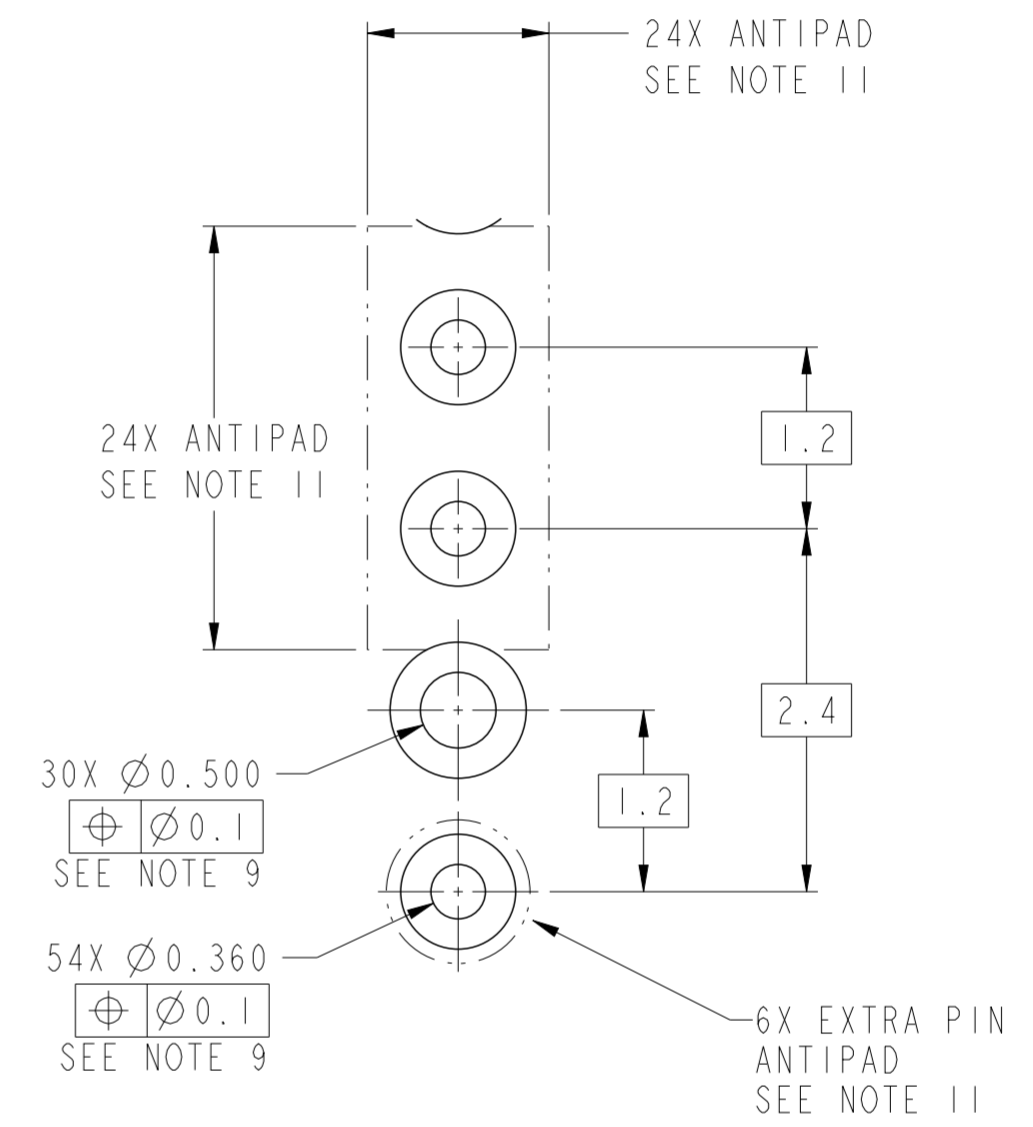 24X ANTIPAD
SEE NOTE 11
24X ANTIPAD
SEE NOTE 11
1.2
2.4
1.2
30X Ø0.500
⌖ Ø0.1
SEE NOTE 9
54X Ø0.360
⌖ Ø0.1
SEE NOTE 9
6X EXTRA PIN
ANTIPAD
SEE NOTE 11